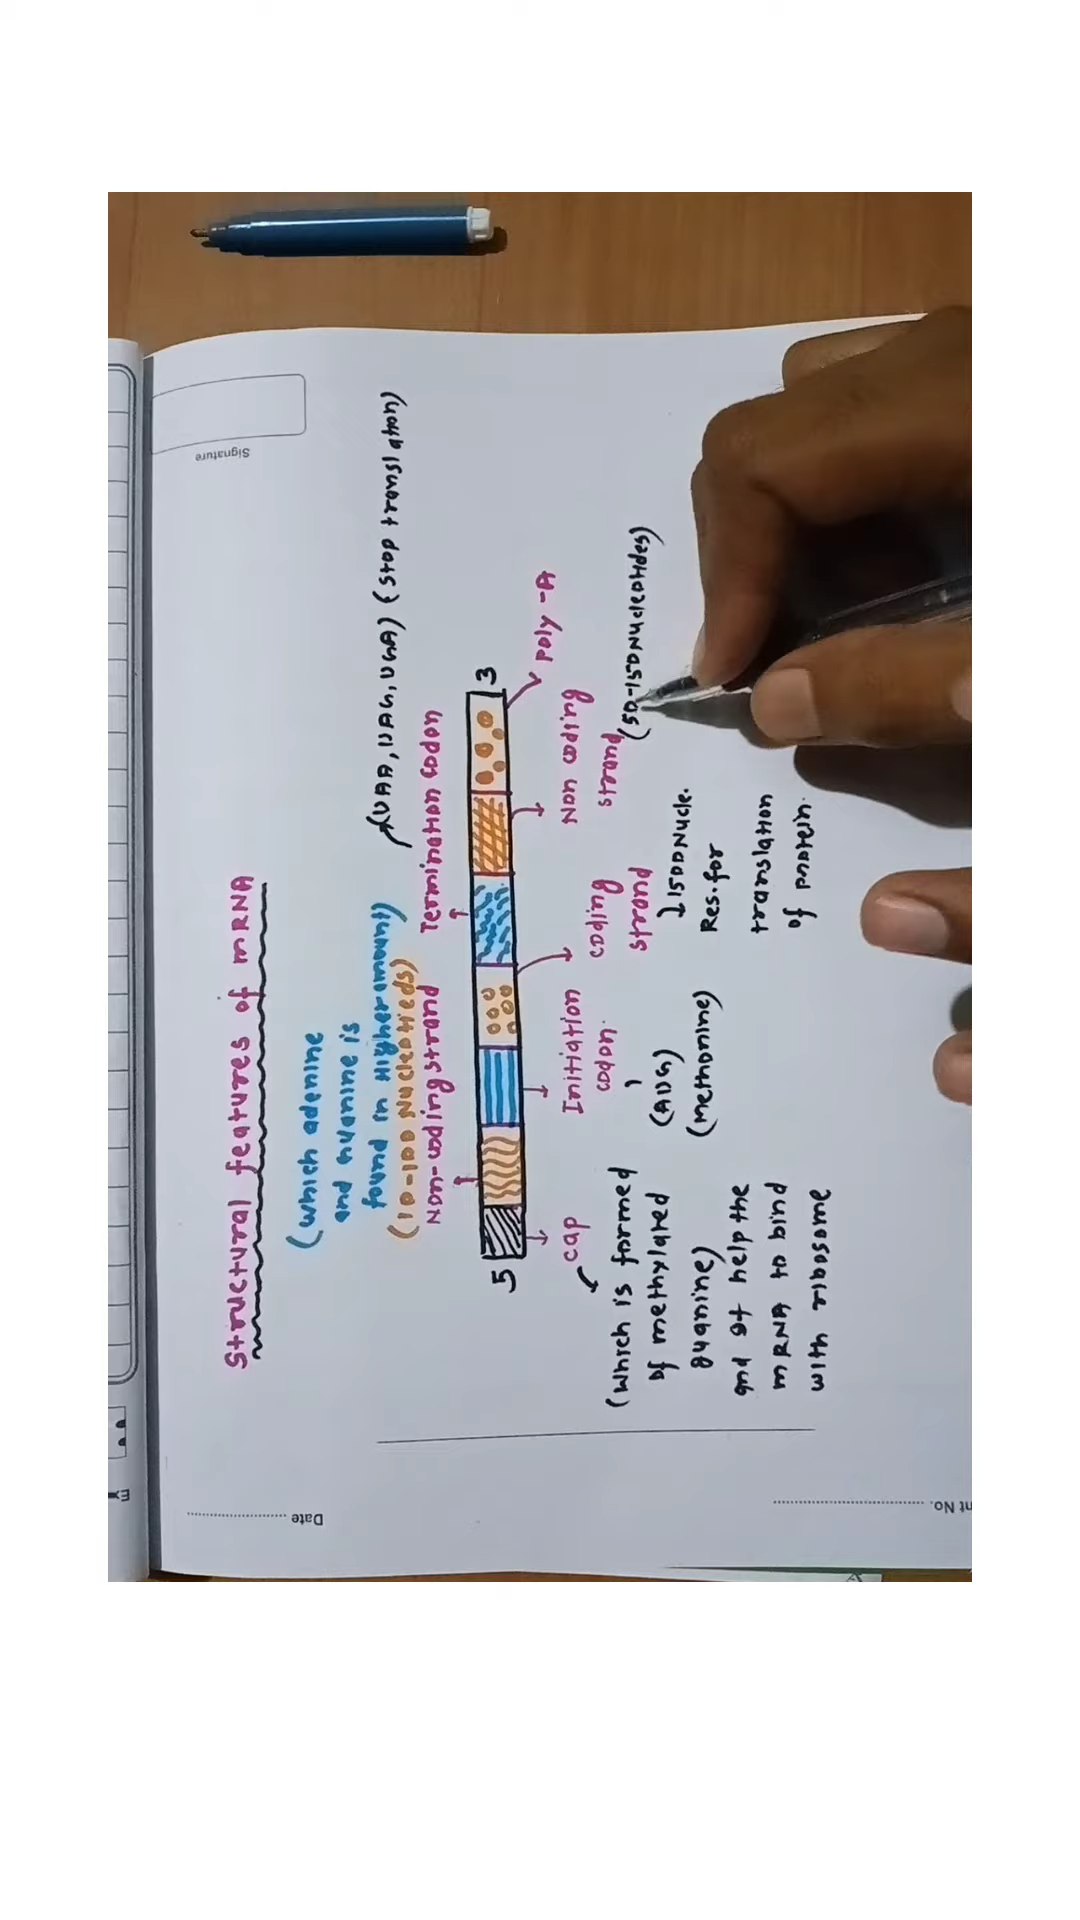 Structural features of mRNA
(Which adenine
and guanine is
found in Higher amount)
(10-100 Nucleotieds)
Non-coding strand
Termination codon
(UAA, UAG, UGA) (Stop translation)
5
3
cap
(Which is formed
of methylated
guanine)
and It help the
mRNA to bind
with ribosome
Initiation
codon.
(AUG)
(Methonine)
coding
strand
1500 Nucle.
Res. for
translation
of protein.
Non coding
strand
(50-150 Nucleotides)
Poly -A
Signature
Date
nt No.
Ex